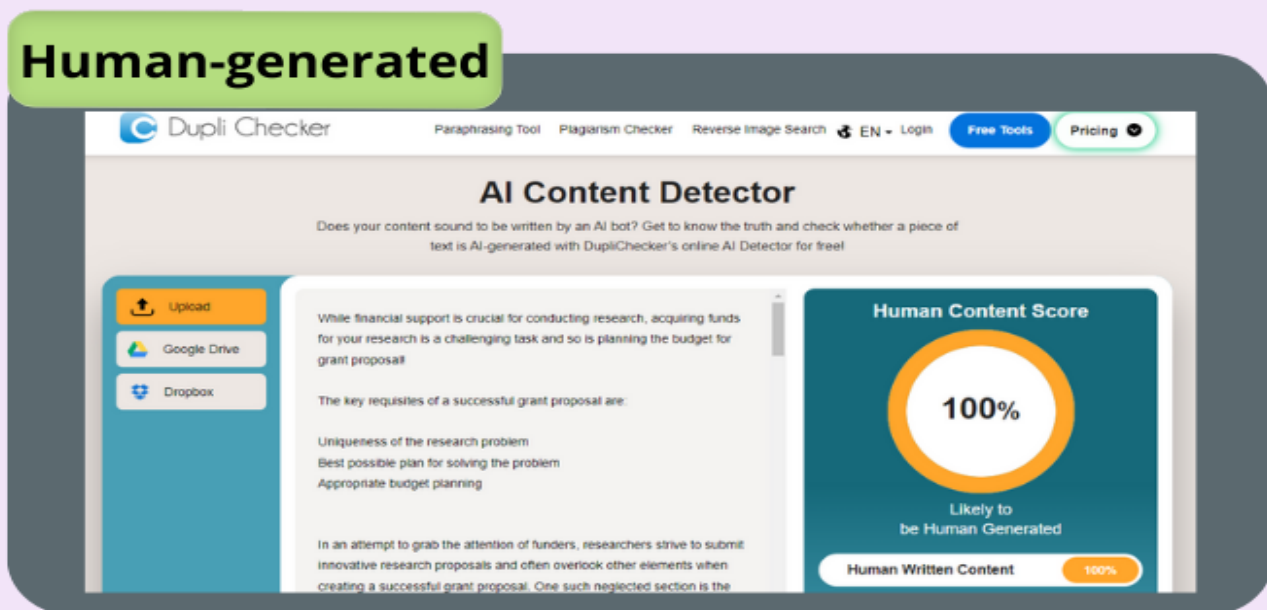 Human-generated
Dupli Checker
Paraphrasing Tool Plagiarism Checker Reverse Image Search EN Login Free Tools Pricing
AI Content Detector
Does your content sound to be written by an AI bot? Get to know the truth and check whether a piece of
text is AI-generated with DupliChecker's online AI Detector for free!
Upload
Google Drive
Dropbox
While financial support is crucial for conducting research, acquiring funds
for your research is a challenging task and so is planning the budget for
grant proposal!
The key requisites of a successful grant proposal are:
Uniqueness of the research problem
Best possible plan for solving the problem
Appropriate budget planning
In an attempt to grab the attention of funders, researchers strive to submit
innovative research proposals and often overlook other elements when
creating a successful grant proposal. One such neglected section is the
Human Content Score
100%
Likely to
be Human Generated
Human Written Content 100%